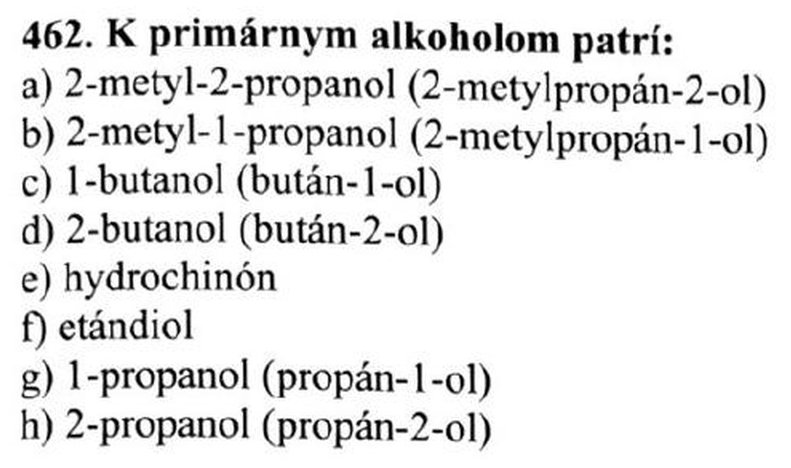 462. K primárnym alkoholom patrí:
a) 2-metyl-2-propanol (2-metylpropán-2-ol)
b) 2-metyl-1-propanol (2-metylpropán-1-ol)
c) 1-butanol (bután-1-ol)
d) 2-butanol (bután-2-ol)
e) hydrochinón
f) etándiol
g) 1-propanol (propán-1-ol)
h) 2-propanol (propán-2-ol)